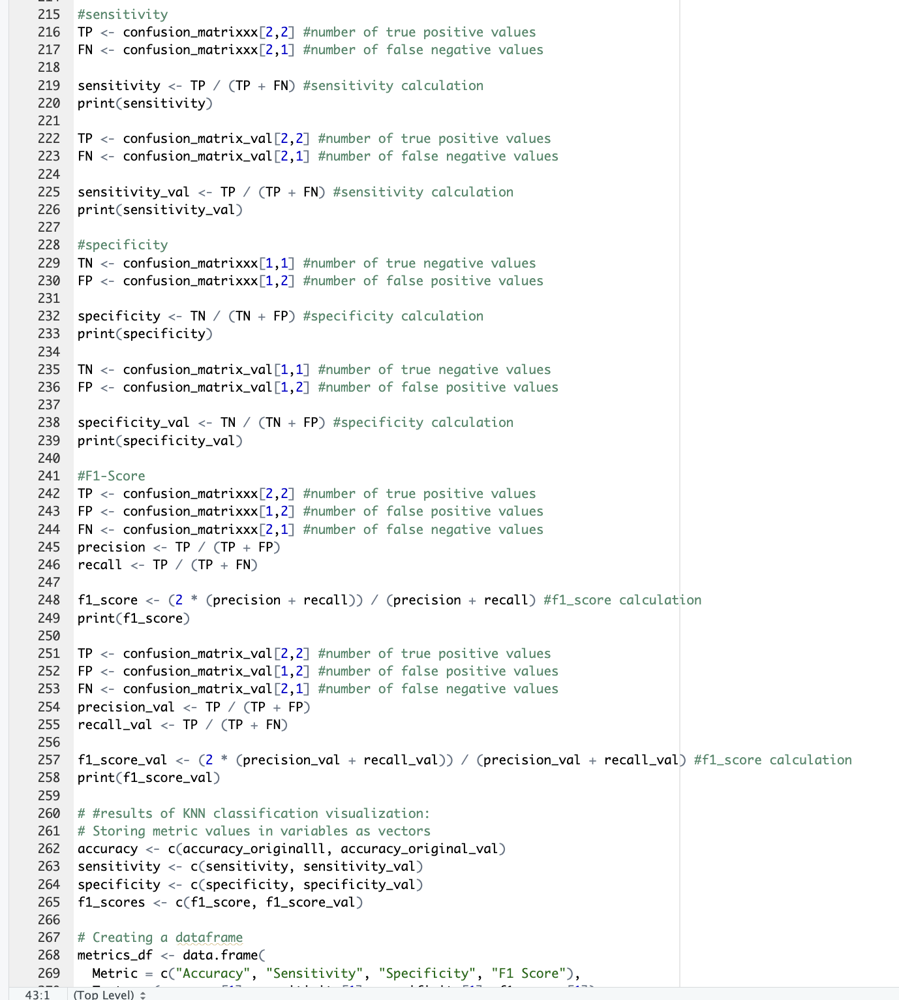 215 #sensitivity
216 TP <- confusion_matrixxx[2,2] #number of true positive values
217 FN <- confusion_matrixxx[2,1] #number of false negative values
218
219 sensitivity <- TP / (TP + FN) #sensitivity calculation
220 print(sensitivity)
221
222 TP <- confusion_matrix_val[2,2] #number of true positive values
223 FN <- confusion_matrix_val[2,1] #number of false negative values
224
225 sensitivity_val <- TP / (TP + FN) #sensitivity calculation
226 print(sensitivity_val)
227
228 #specificity
229 TN <- confusion_matrixxx[1,1] #number of true negative values
230 FP <- confusion_matrixxx[1,2] #number of false positive values
231
232 specificity <- TN / (TN + FP) #specificity calculation
233 print(specificity)
234
235 TN <- confusion_matrix_val[1,1] #number of true negative values
236 FP <- confusion_matrix_val[1,2] #number of false positive values
237
238 specificity_val <- TN / (TN + FP) #specificity calculation
239 print(specificity_val)
240
241 #F1-Score
242 TP <- confusion_matrixxx[2,2] #number of true positive values
243 FP <- confusion_matrixxx[1,2] #number of false positive values
244 FN <- confusion_matrixxx[2,1] #number of false negative values
245 precision <- TP / (TP + FP)
246 recall <- TP / (TP + FN)
247
248 f1_score <- (2 * (precision + recall)) / (precision + recall) #f1_score calculation
249 print(f1_score)
250
251 TP <- confusion_matrix_val[2,2] #number of true positive values
252 FP <- confusion_matrix_val[1,2] #number of false positive values
253 FN <- confusion_matrix_val[2,1] #number of false negative values
254 precision_val <- TP / (TP + FP)
255 recall_val <- TP / (TP + FN)
256
257 f1_score_val <- (2 * (precision_val + recall_val)) / (precision_val + recall_val) #f1_score calculation
258 print(f1_score_val)
259
260 # #results of KNN classification visualization:
261 # Storing metric values in variables as vectors
262 accuracy <- c(accuracy_originalll, accuracy_original_val)
263 sensitivity <- c(sensitivity, sensitivity_val)
264 specificity <- c(specificity, specificity_val)
265 f1_scores <- c(f1_score, f1_score_val)
266
267 # Creating a dataframe
268 metrics_df <- data.frame(
269 Metric = c("Accuracy", "Sensitivity", "Specificity", "F1 Score"),
43:1 (Top Level)